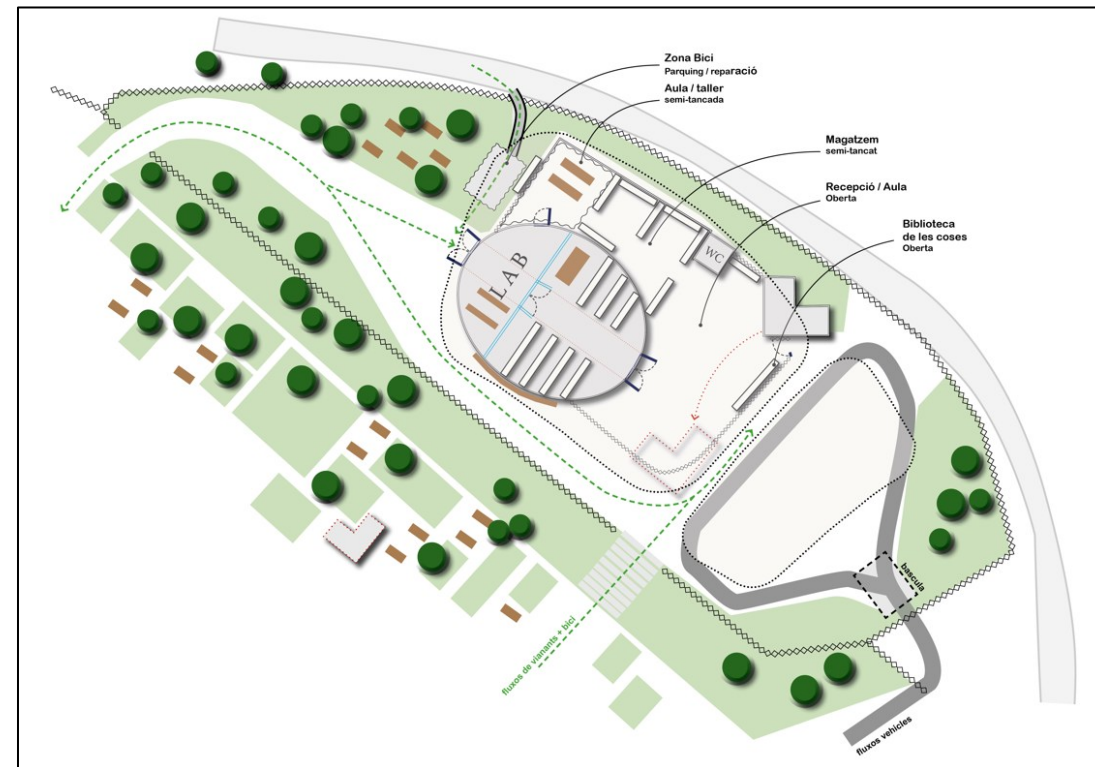 Zona Bici
Parquing / reparació
Aula / taller
semi-tancada
Magatzem
semi-tancat
Recepció / Aula
Oberta
Biblioteca
de les coses
Oberta
WC
LAB
bascula
fluxos de vianants + bici
fluxos vehicles